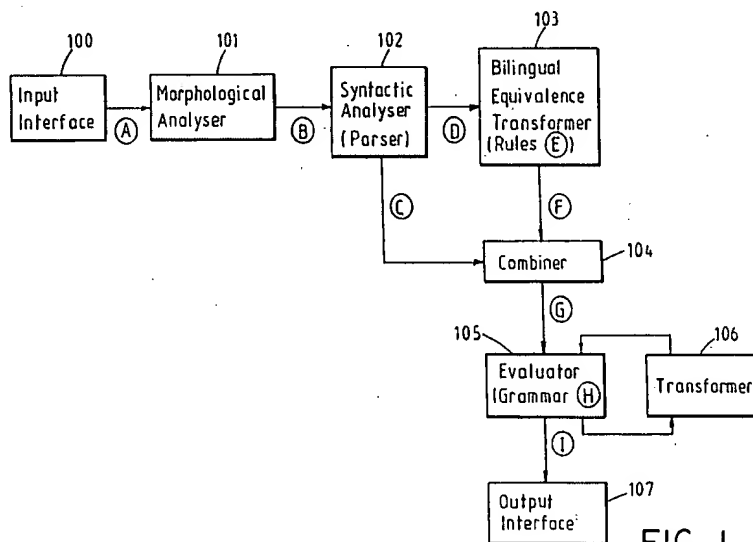 100
101
102
103
Input
Interface
Morphological
Analyser
Syntactic
Analyser
(Parser)
Bilingual
Equivalence
Transformer
(Rules E)
A
B
D
C
F
Combiner
104
G
105
106
Evaluator
(Grammar H
Transformer
I
Output
Interface
107
FIG. 1